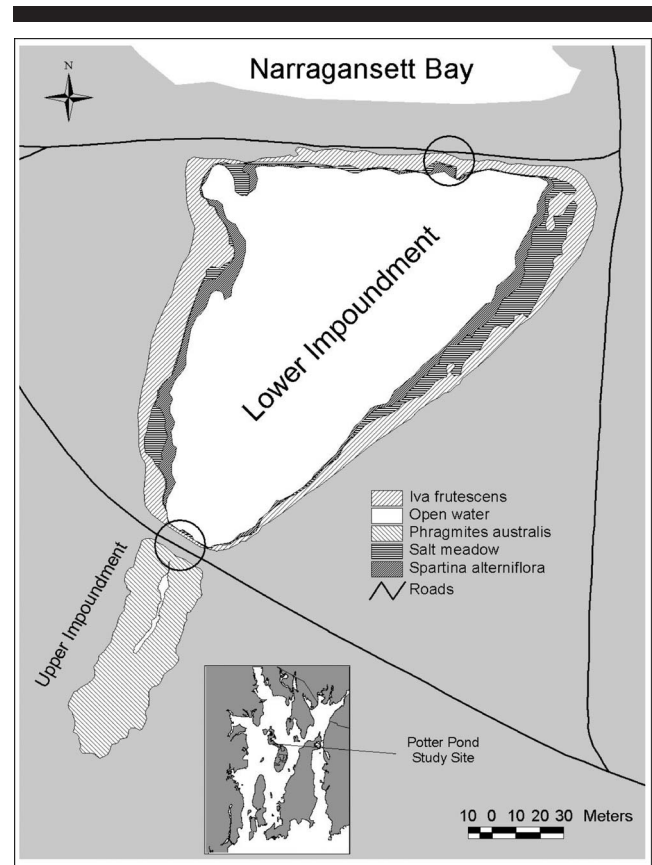 Narragansett Bay
N
Lower Impoundment
Iva frutescens
Open water
Phragmites australis
Salt meadow
Spartina alterniflora
Roads
Upper Impoundment
Potter Pond
Study Site
10 0 10 20 30 Meters